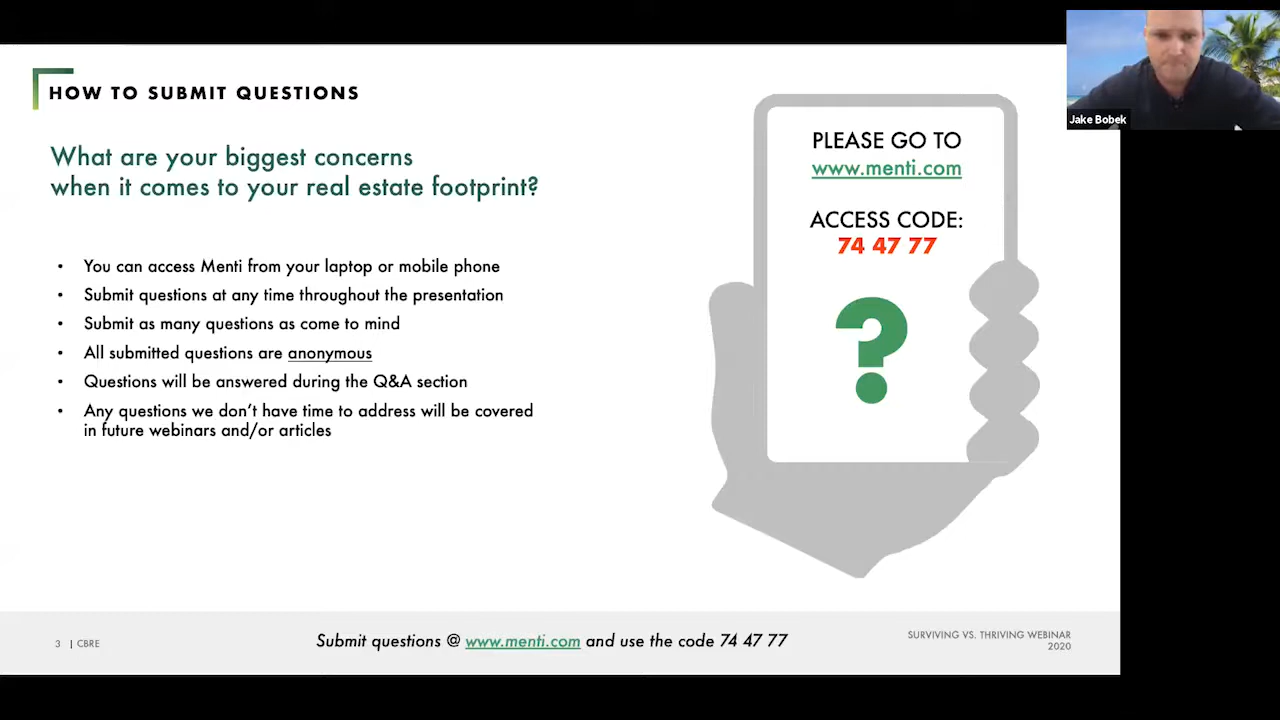 HOW TO SUBMIT QUESTIONS
What are your biggest concerns
when it comes to your real estate footprint?
• You can access Menti from your laptop or mobile phone
• Submit questions at any time throughout the presentation
• Submit as many questions as come to mind
• All submitted questions are anonymous
• Questions will be answered during the Q&A section
• Any questions we don't have time to address will be covered
in future webinars and/or articles
PLEASE GO TO
www.menti.com
ACCESS CODE:
74 47 77
?
Jake Bobek
3 | CBRE
Submit questions @ www.menti.com and use the code 74 47 77
SURVIVING VS. THRIVING WEBINAR
2020